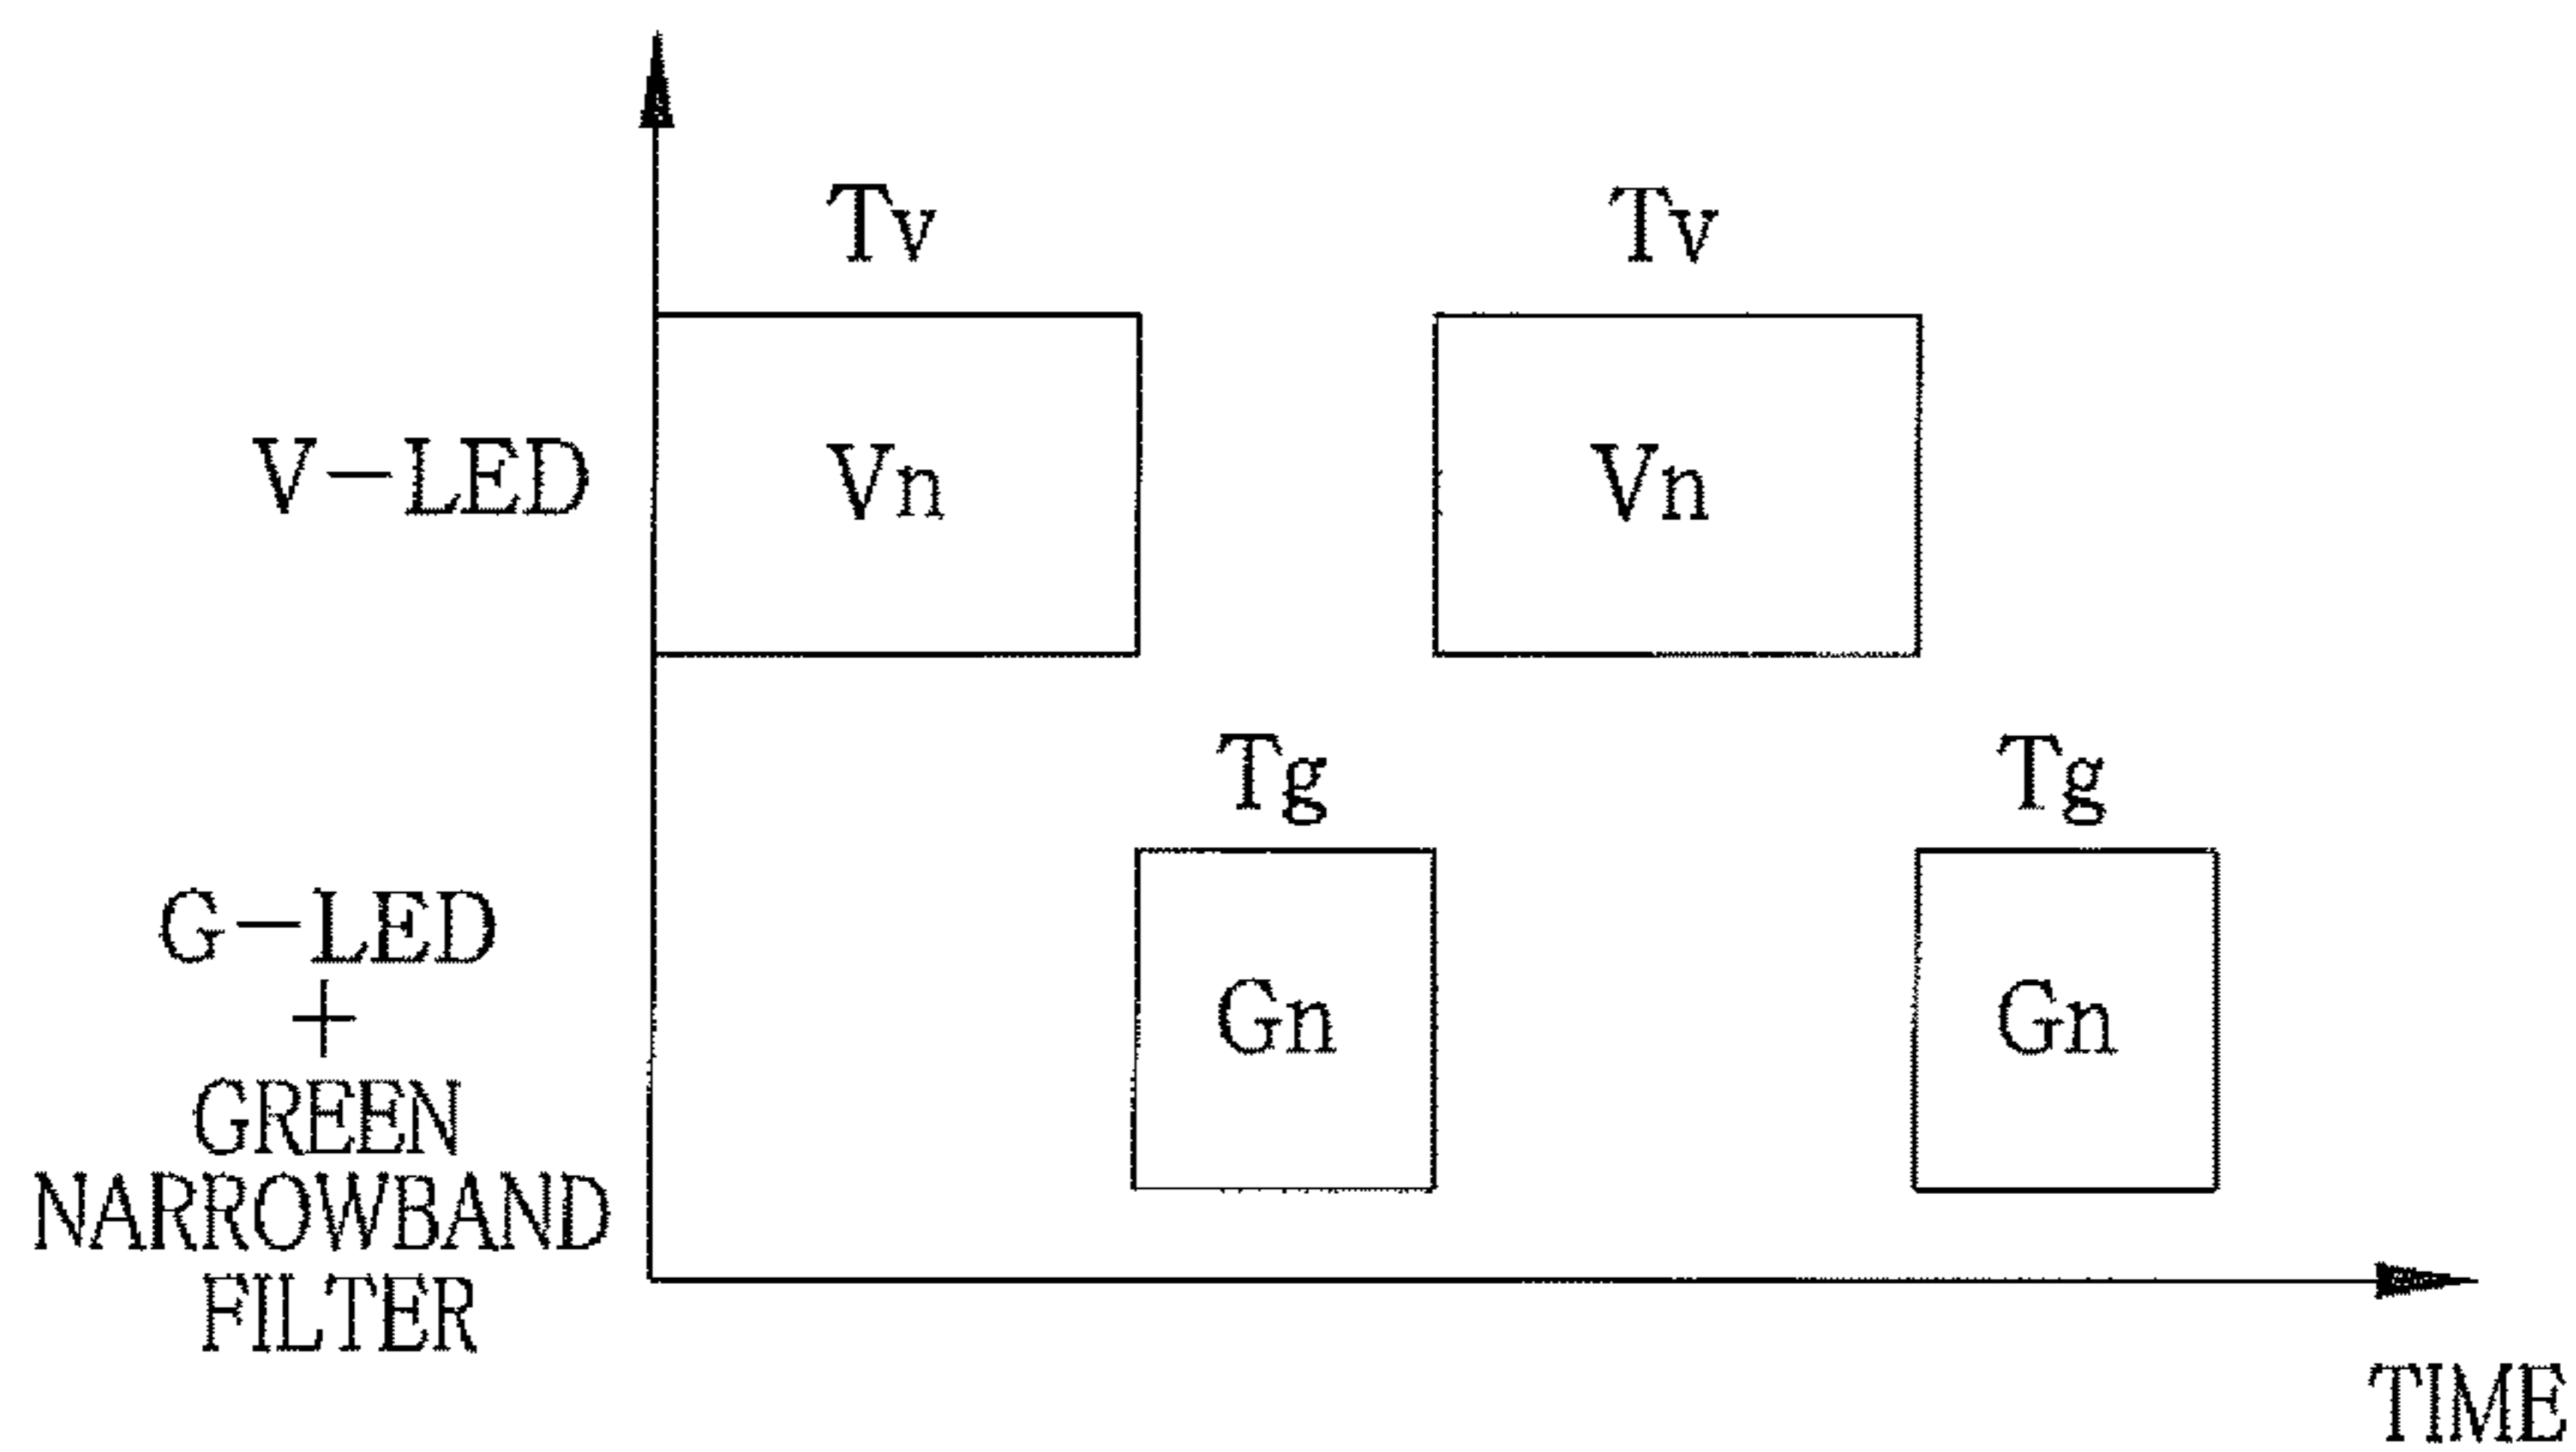 Tv Tv
V-LED Vn Vn
Tg Tg
G-LED Gn Gn
+
GREEN
NARROWBAND
FILTER
TIME